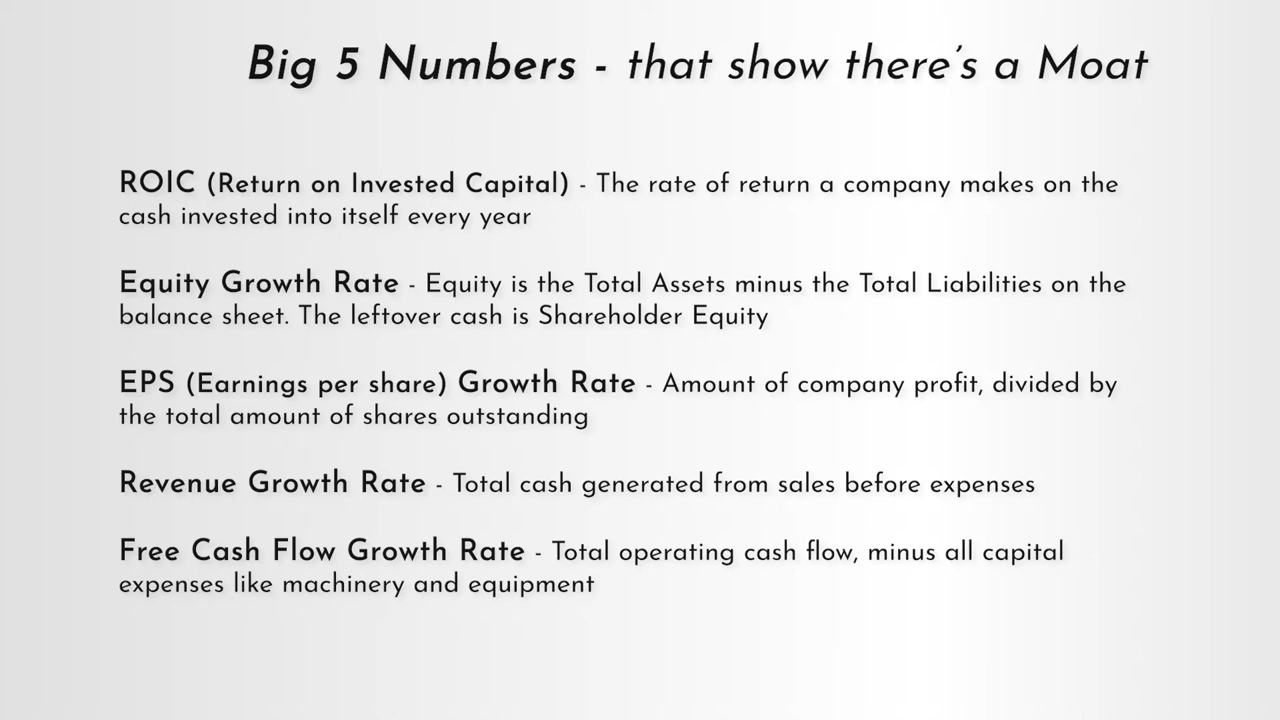 Big 5 Numbers - that show there's a Moat
ROIC (Return on Invested Capital) - The rate of return a company makes on the
cash invested into itself every year
Equity Growth Rate - Equity is the Total Assets minus the Total Liabilities on the
balance sheet. The leftover cash is Shareholder Equity
EPS (Earnings per share) Growth Rate - Amount of company profit, divided by
the total amount of shares outstanding
Revenue Growth Rate - Total cash generated from sales before expenses
Free Cash Flow Growth Rate - Total operating cash flow, minus all capital
expenses like machinery and equipment